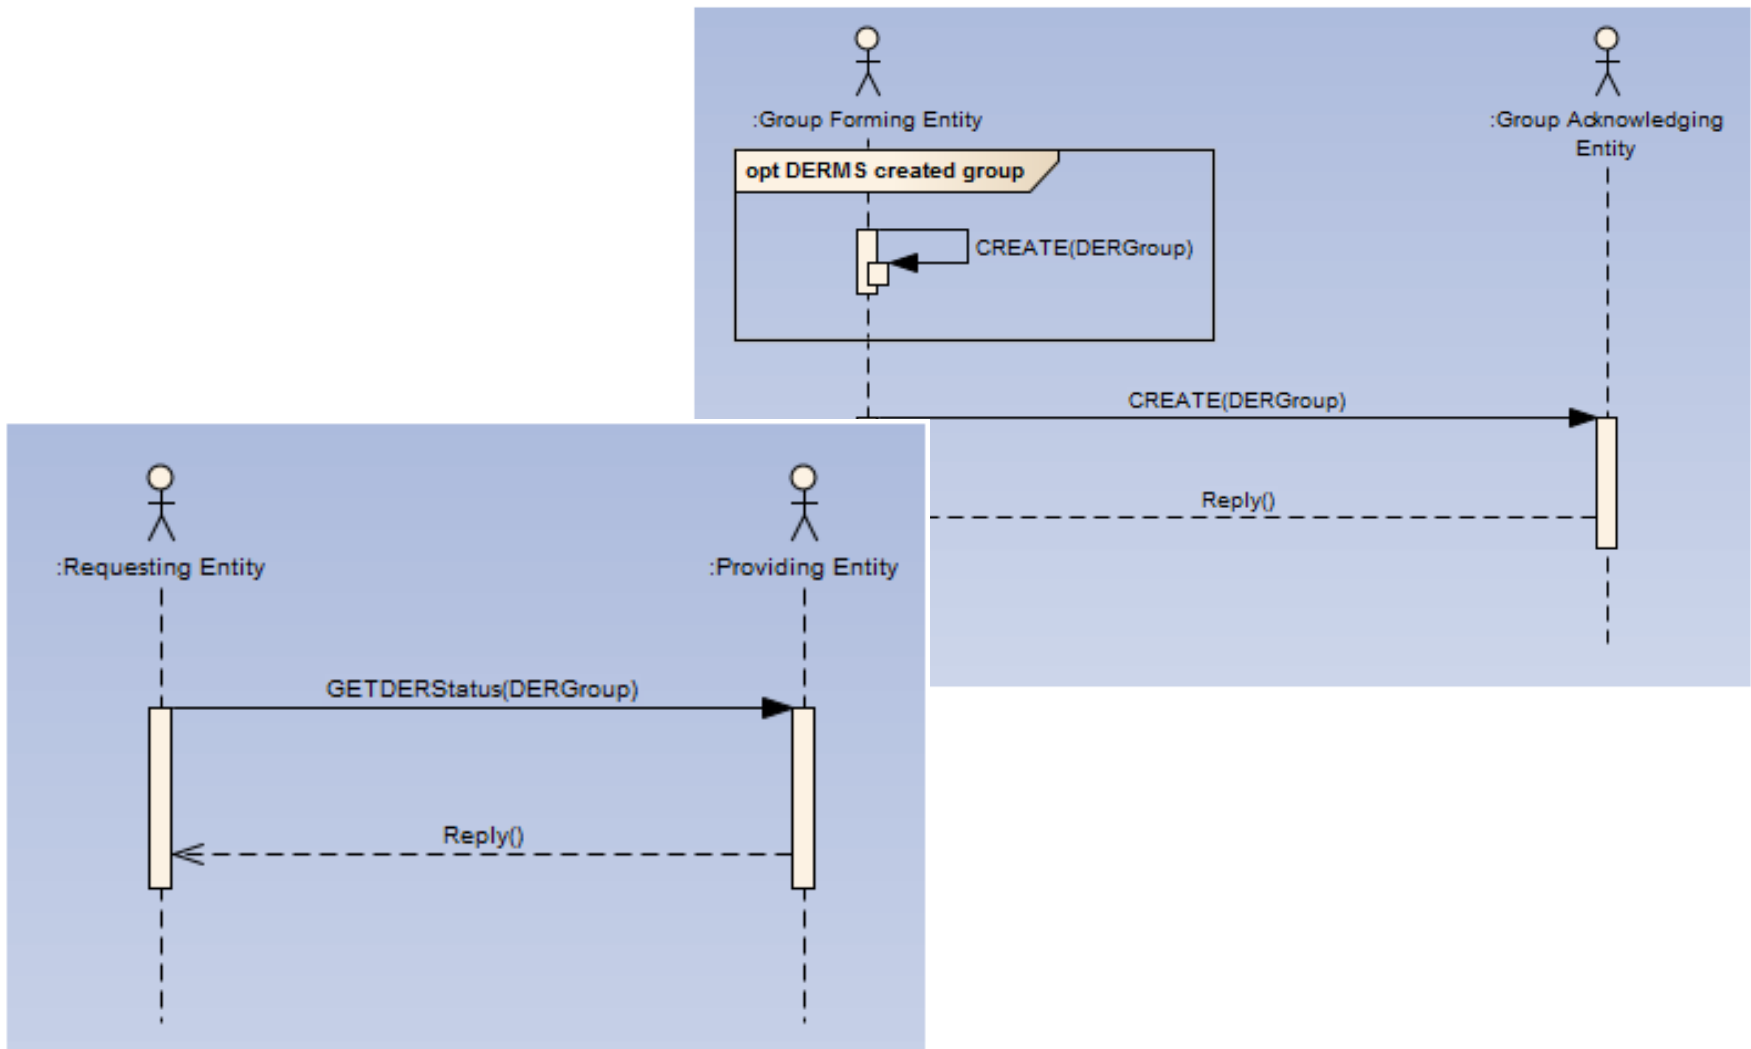 :Group Forming Entity
:Group Acknowledging
Entity
opt DERMS created group
CREATE(DERGroup)
CREATE(DERGroup)
Reply()
:Requesting Entity
:Providing Entity
GETDERStatus(DERGroup)
Reply()